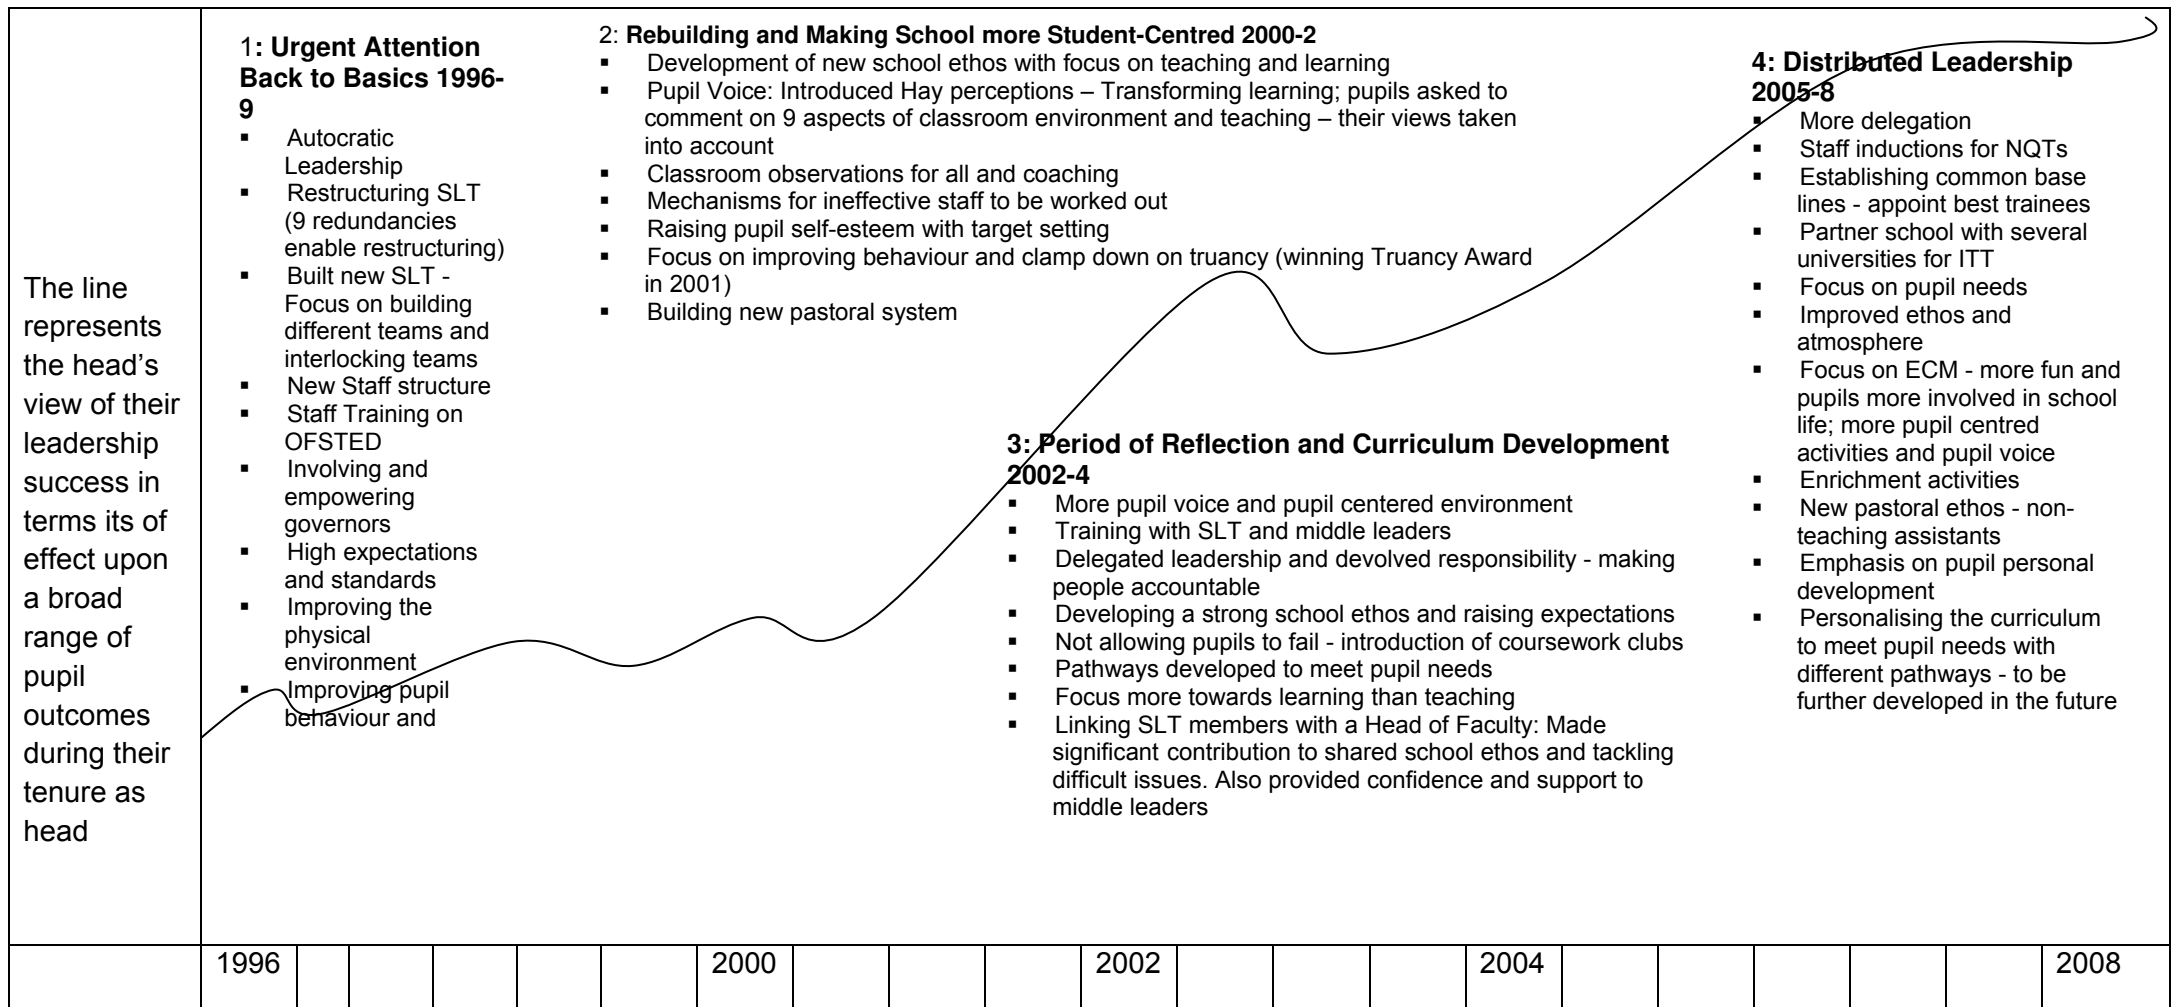 The line
represents
the head's
view of their
leadership
success in
terms its of
effect upon
a broad
range of
pupil
outcomes
during their
tenure as
head
1: Urgent Attention
Back to Basics 1996-
9
▪ Autocratic
Leadership
▪ Restructuring SLT
(9 redundancies
enable restructuring)
▪ Built new SLT -
Focus on building
different teams and
interlocking teams
▪ New Staff structure
▪ Staff Training on
OFSTED
▪ Involving and
empowering
governors
▪ High expectations
and standards
▪ Improving the
physical
environment
▪ Improving pupil
behaviour and
2: Rebuilding and Making School more Student-Centred 2000-2
▪ Development of new school ethos with focus on teaching and learning
▪ Pupil Voice: Introduced Hay perceptions – Transforming learning; pupils asked to
comment on 9 aspects of classroom environment and teaching – their views taken
into account
▪ Classroom observations for all and coaching
▪ Mechanisms for ineffective staff to be worked out
▪ Raising pupil self-esteem with target setting
▪ Focus on improving behaviour and clamp down on truancy (winning Truancy Award
in 2001)
▪ Building new pastoral system
3: Period of Reflection and Curriculum Development
2002-4
▪ More pupil voice and pupil centered environment
▪ Training with SLT and middle leaders
▪ Delegated leadership and devolved responsibility - making
people accountable
▪ Developing a strong school ethos and raising expectations
▪ Not allowing pupils to fail - introduction of coursework clubs
▪ Pathways developed to meet pupil needs
▪ Focus more towards learning than teaching
▪ Linking SLT members with a Head of Faculty: Made
significant contribution to shared school ethos and tackling
difficult issues. Also provided confidence and support to
middle leaders
4: Distributed Leadership
2005-8
▪ More delegation
▪ Staff inductions for NQTs
▪ Establishing common base
lines - appoint best trainees
▪ Partner school with several
universities for ITT
▪ Focus on pupil needs
▪ Improved ethos and
atmosphere
▪ Focus on ECM - more fun and
pupils more involved in school
life; more pupil centred
activities and pupil voice
▪ Enrichment activities
▪ New pastoral ethos - non-
teaching assistants
▪ Emphasis on pupil personal
development
▪ Personalising the curriculum
to meet pupil needs with
different pathways - to be
further developed in the future
1996 2000 2002 2004 2008